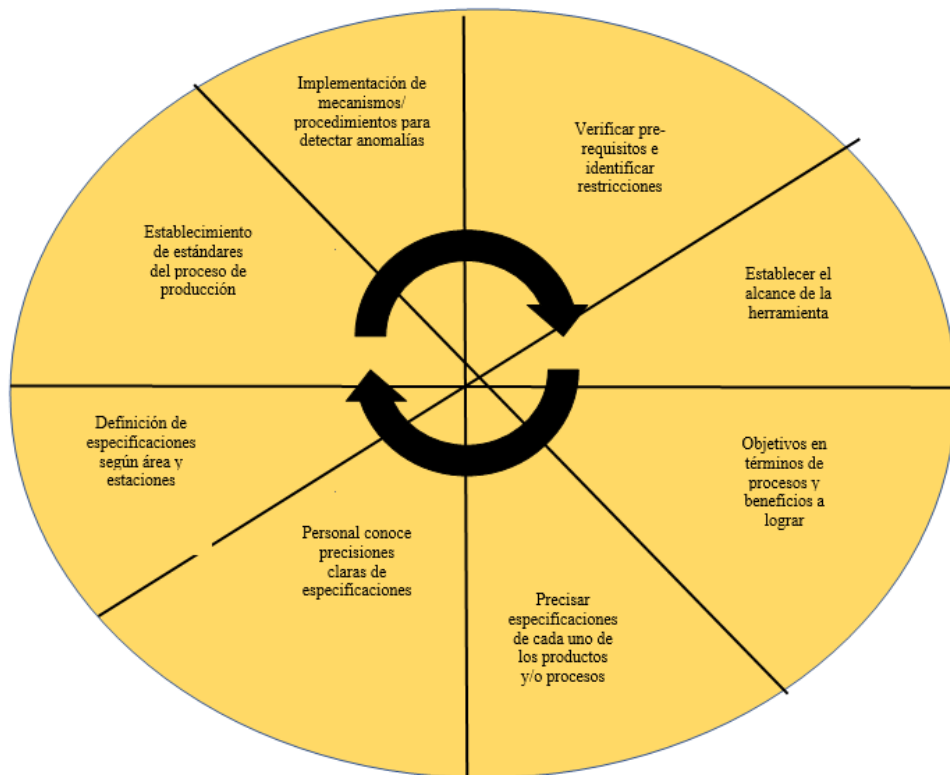 Implementación de
mecanismos/
procedimientos para
detectar anomalías
Verificar pre-
requisitos e
identificar
restricciones
Establecer el
alcance de la
herramienta
Objetivos en
términos de
procesos y
beneficios a
lograr
Precisar
especificaciones
de cada uno de
los productos
y/o procesos
Personal conoce
precisiones
claras de
especificaciones
Definición de
especificaciones
según área y
estaciones
Establecimiento
de estándares
del proceso de
producción